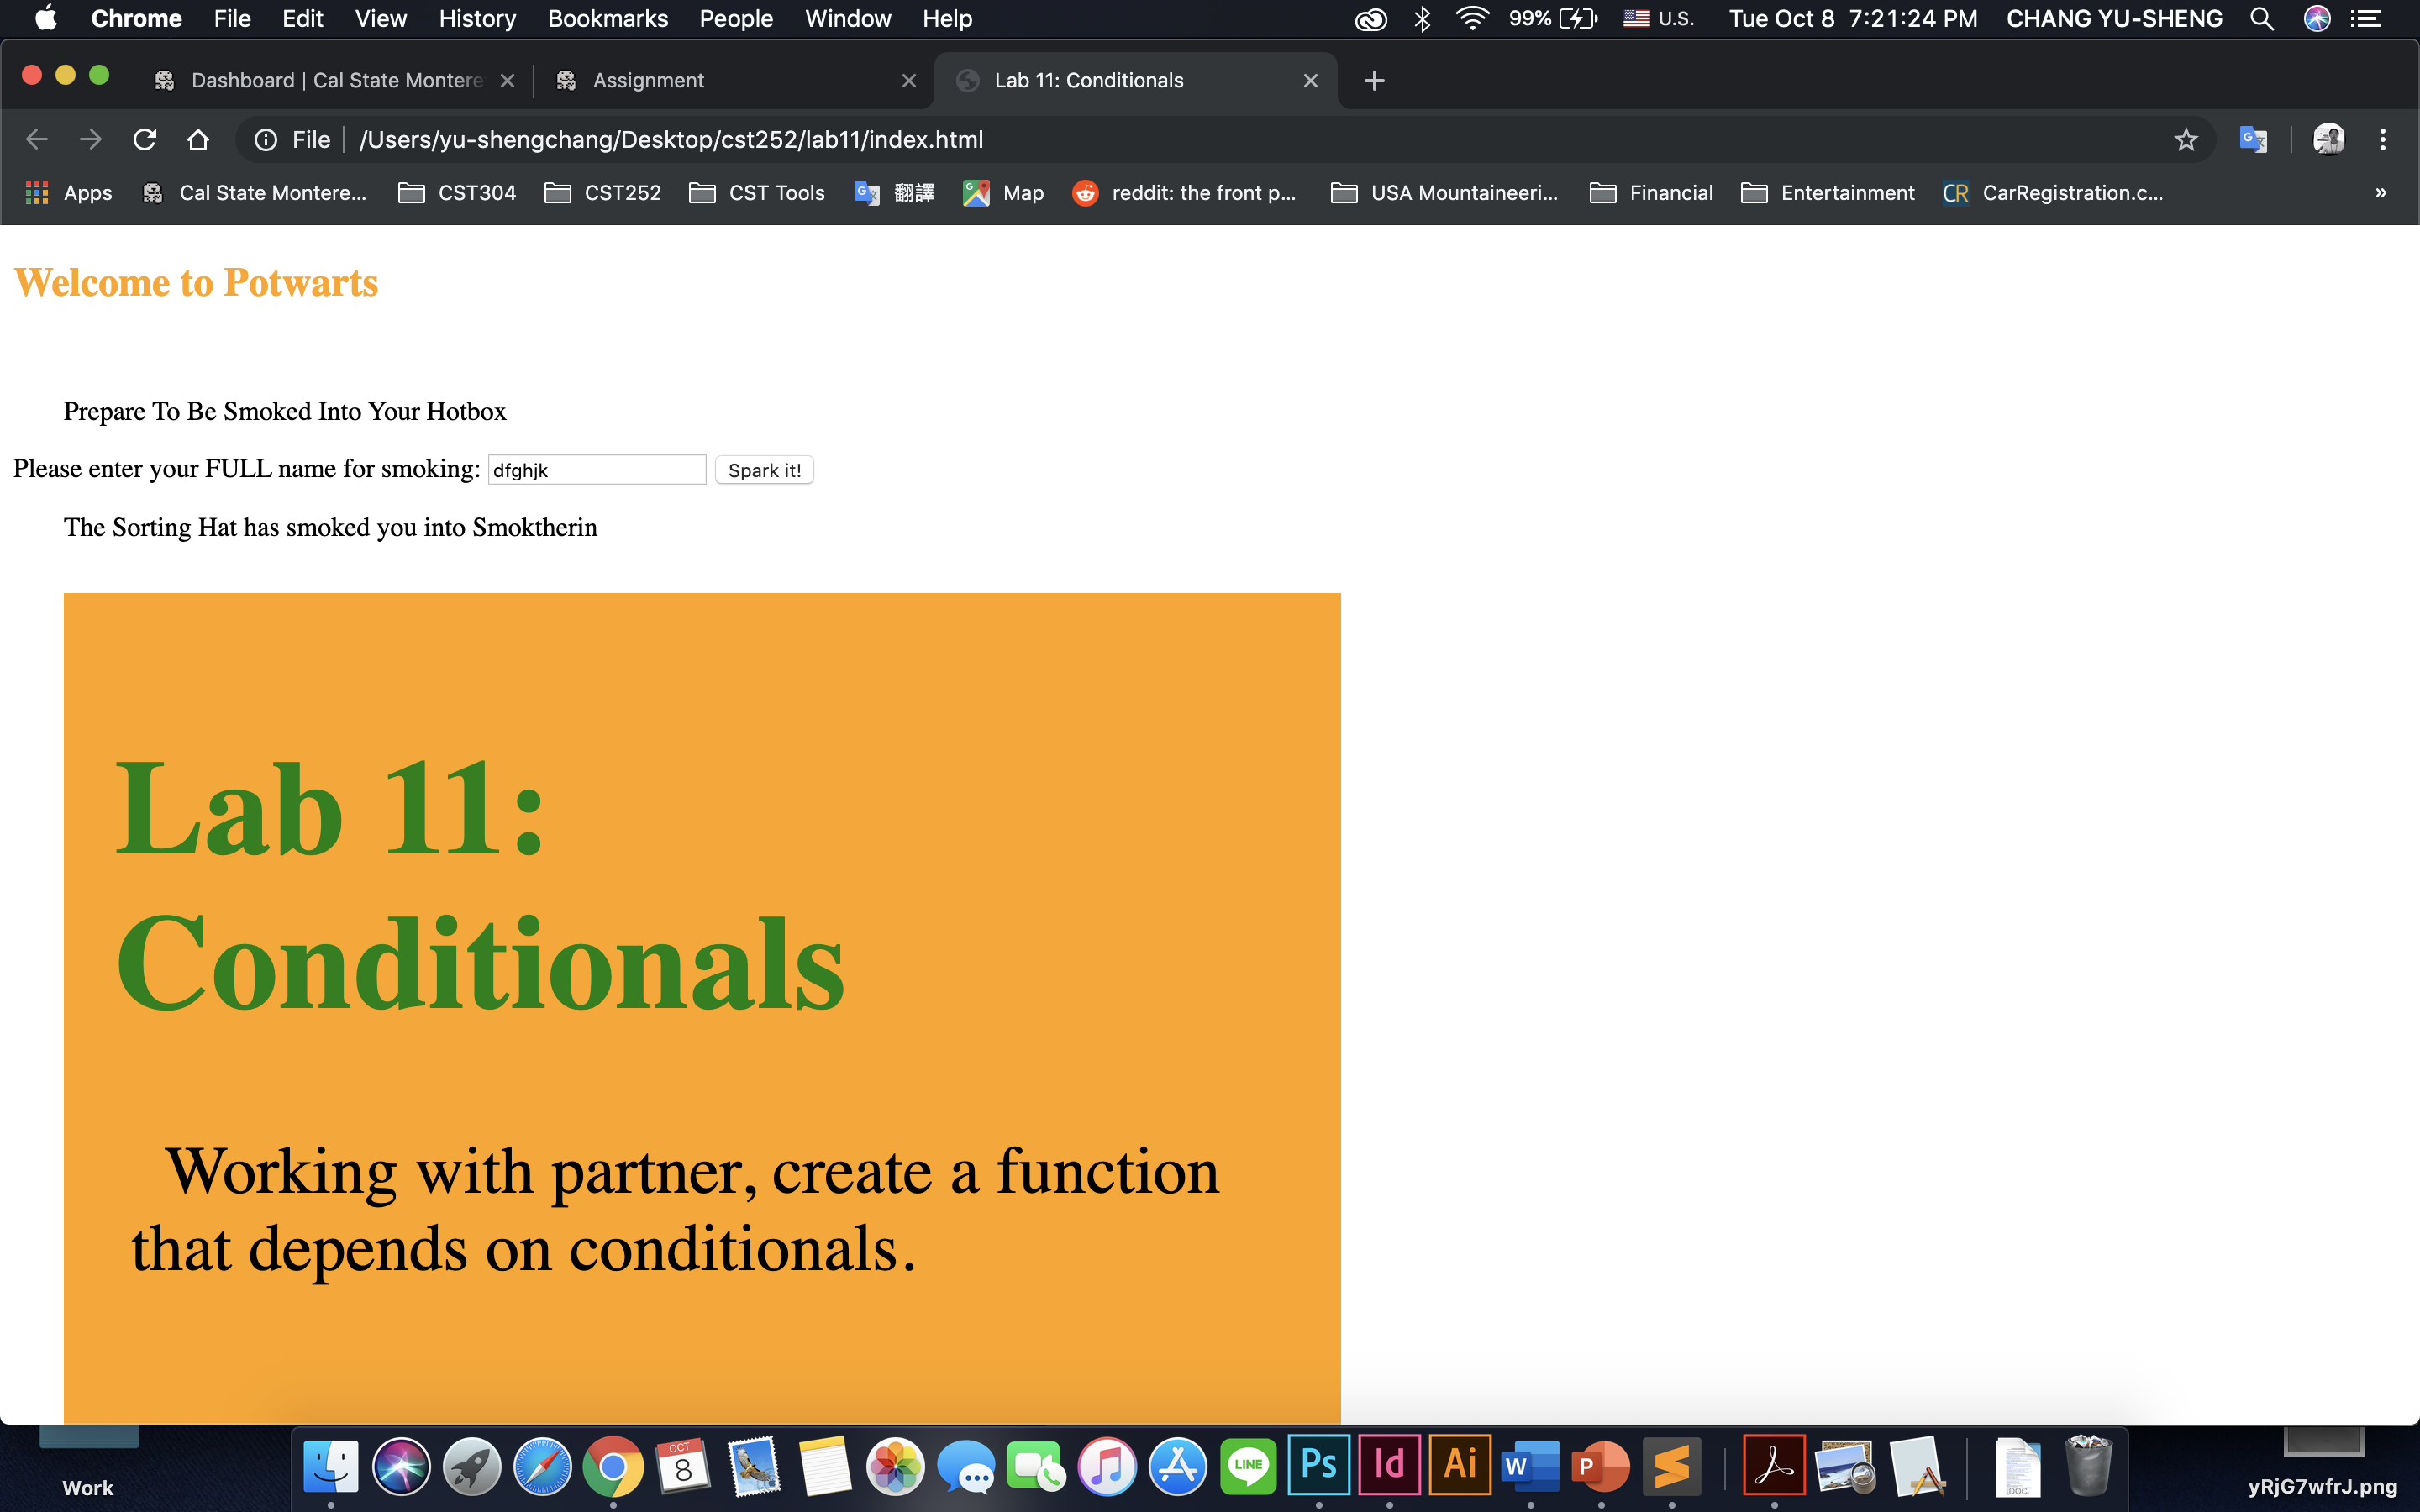 Chrome File Edit View History Bookmarks People Window Help 99% U.S. Tue Oct 8 7:21:24 PM CHANG YU-SHENG
Dashboard | Cal State Montere Assignment Lab 11: Conditionals
File /Users/yu-shengchang/Desktop/cst252/lab11/index.html
Apps Cal State Montere... CST304 CST252 CST Tools 翻譯 Map reddit: the front p... USA Mountaineeri... Financial Entertainment CR CarRegistration.c... »
Welcome to Potwarts
Prepare To Be Smoked Into Your Hotbox
Please enter your FULL name for smoking: dfghjk Spark it!
The Sorting Hat has smoked you into Smoktherin
Lab 11:
Conditionals
Working with partner, create a function
that depends on conditionals.
OCT
8
LINE Ps Id Ai W P
DOC
Work
yRjG7wfrJ.png